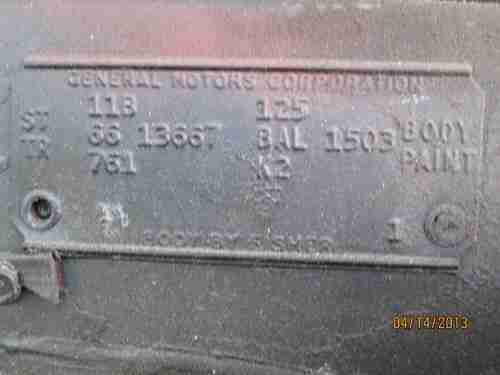 GENERAL MOTORS CORPORATION
11B 125
ST 66 13667 BAL 1503 BODY
TR 761 K2 PAINT
BODY BY FISHER 1
04/14/2013